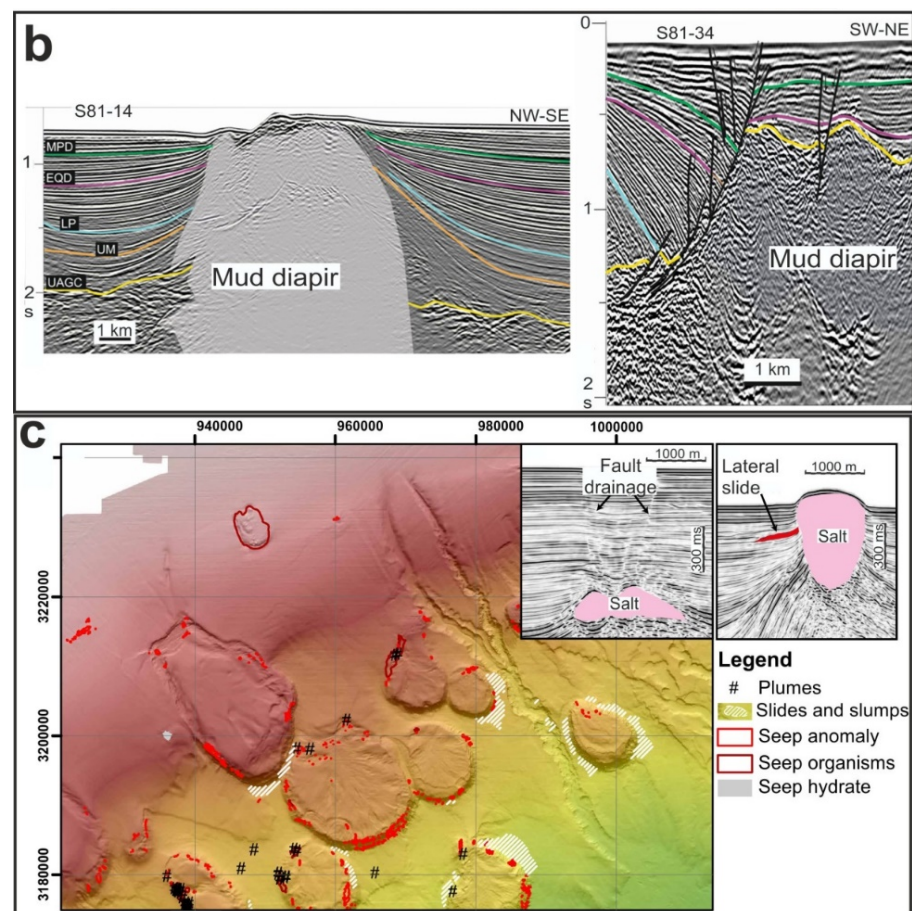 b
S81-14
NW-SE
MPD
EQD
LP
UM
UAGC
1
2
s
Mud diapir
1 km
0
S81-34
SW-NE
1
2
s
Mud diapir
1 km
c
940000
960000
980000
1000000
3220000
3200000
3180000
1000 m
Fault
drainage
300 ms
Salt
Lateral
slide
1000 m
Salt
300 ms
Legend
# Plumes
Slides and slumps
Seep anomaly
Seep organisms
Seep hydrate